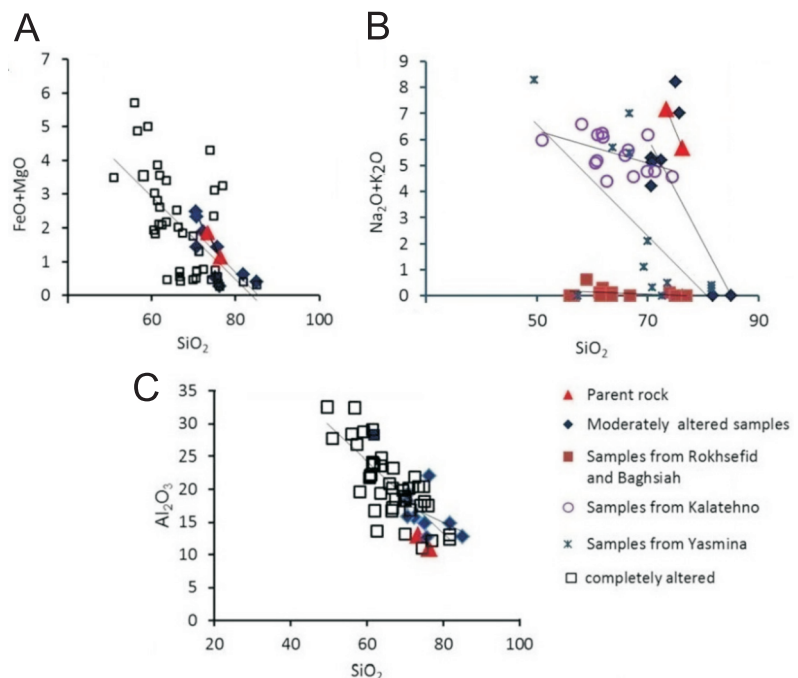 A
B
7
6
5
4
3
2
1
0
FeO+MgO
60
80
100
SiO2
9
8
7
6
5
4
3
2
1
0
Na2O+K2O
50
70
90
SiO2
C
35
30
25
20
15
10
5
0
Al2O3
20
40
60
80
100
SiO2
Parent rock
Moderately altered samples
Samples from Rokhsefid
and Baghsiah
Samples from Kalatehno
Samples from Yasmina
completely altered